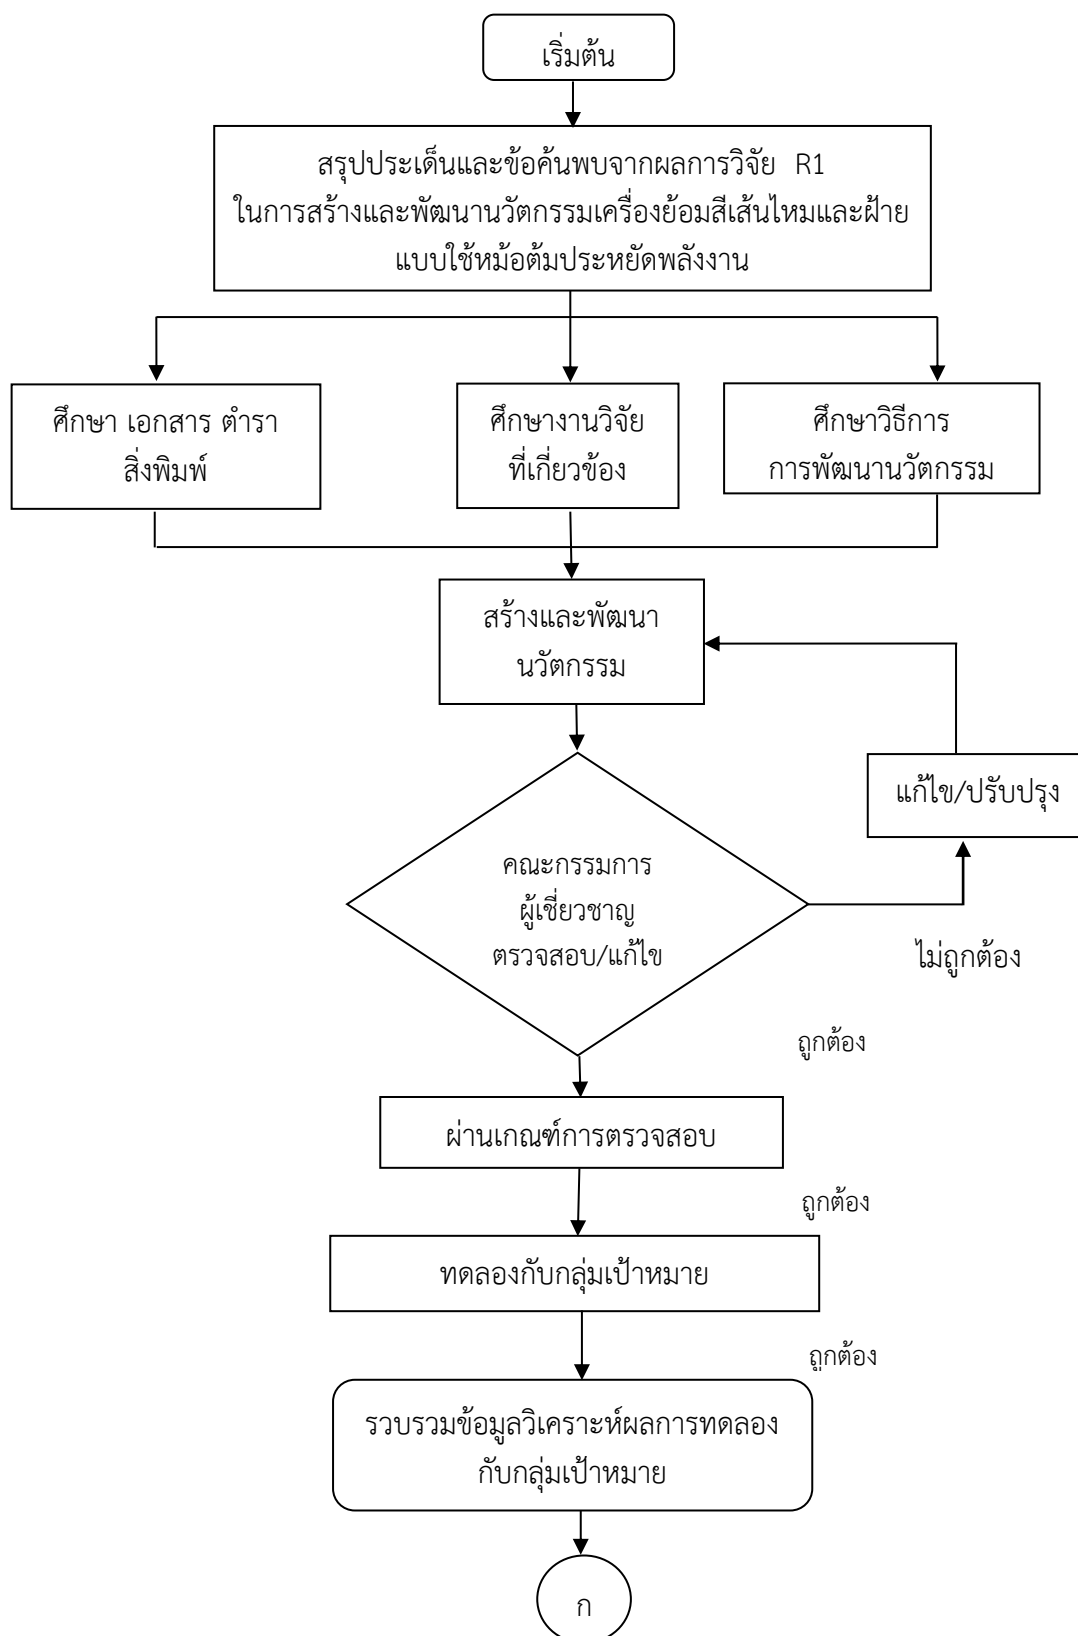 เริ่มต้น
สรุปประเด็นและข้อค้นพบจากผลการวิจัย R1
ในการสร้างและพัฒนานวัตกรรมเครื่องย้อมสีเส้นไหมและฝ้าย
แบบใช้หม้อต้มประหยัดพลังงาน
ศึกษา เอกสาร ตำรา
สิ่งพิมพ์
ศึกษางานวิจัย
ที่เกี่ยวข้อง
ศึกษาวิธีการ
การพัฒนานวัตกรรม
สร้างและพัฒนา
นวัตกรรม
แก้ไข/ปรับปรุง
คณะกรรมการ
ผู้เชี่ยวชาญ
ตรวจสอบ/แก้ไข
ไม่ถูกต้อง
ถูกต้อง
ผ่านเกณฑ์การตรวจสอบ
ถูกต้อง
ทดลองกับกลุ่มเป้าหมาย
ถูกต้อง
รวบรวมข้อมูลวิเคราะห์ผลการทดลอง
กับกลุ่มเป้าหมาย
ก